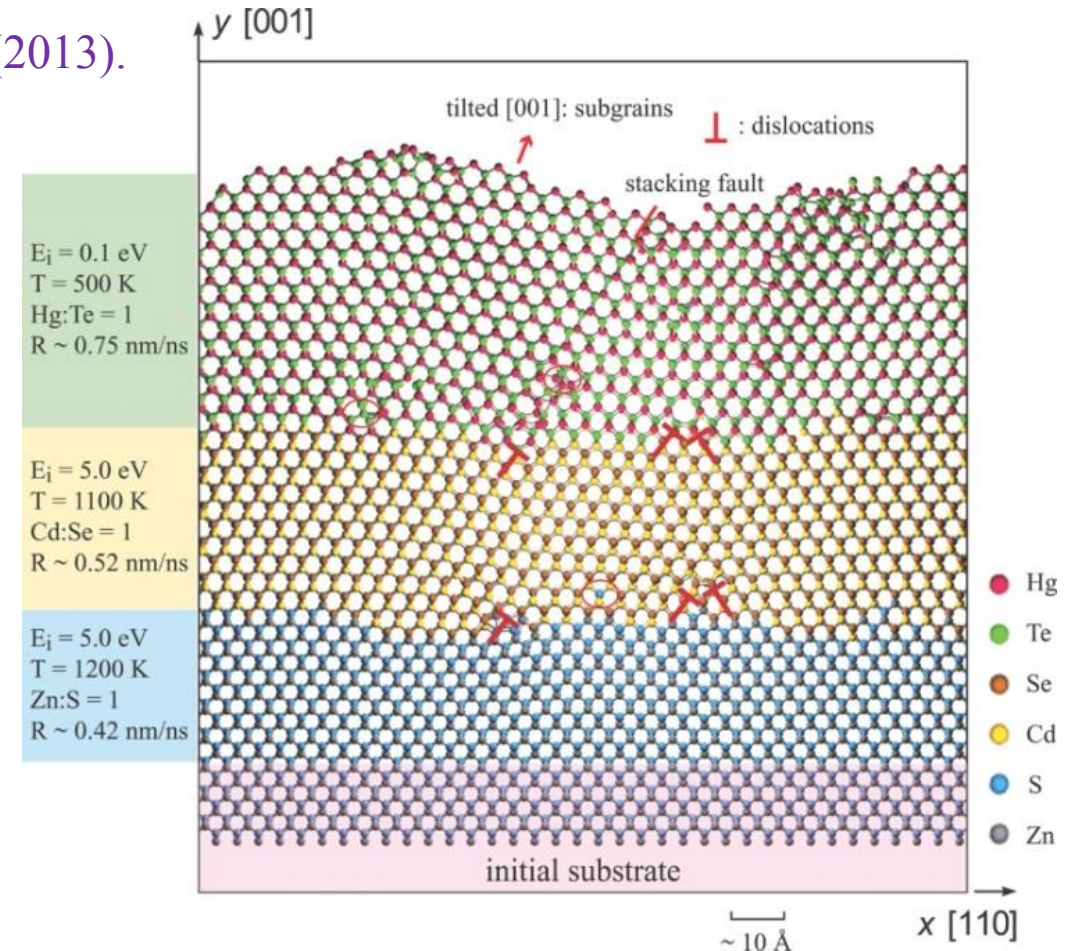 (2013).
y [001]
tilted [001]: subgrains
⊥ : dislocations
stacking fault
Eᵢ = 0.1 eV
T = 500 K
Hg:Te = 1
R ~ 0.75 nm/ns
Eᵢ = 5.0 eV
T = 1100 K
Cd:Se = 1
R ~ 0.52 nm/ns
Eᵢ = 5.0 eV
T = 1200 K
Zn:S = 1
R ~ 0.42 nm/ns
Hg
Te
Se
Cd
S
Zn
initial substrate
x [110]
~ 10 Å